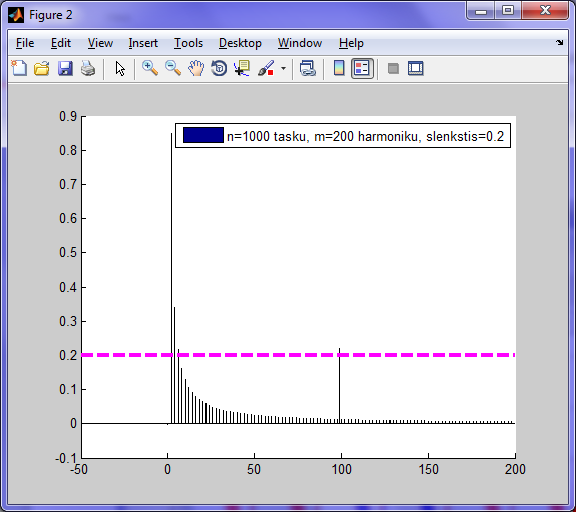 Figure 2
File Edit View Insert Tools Desktop Window Help
n=1000 tasku, m=200 harmoniku, slenkstis=0.2
0.9
0.8
0.7
0.6
0.5
0.4
0.3
0.2
0.1
0
-0.1
-50 0 50 100 150 200